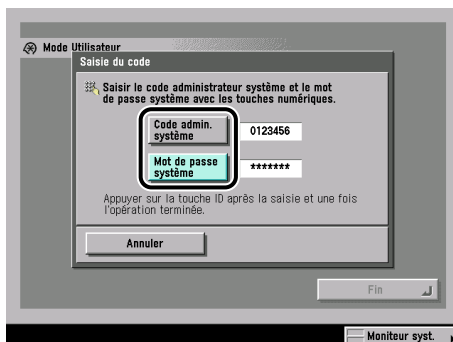 Mode Utilisateur
Saisie du code
Saisir le code administrateur système et le mot
de passe système avec les touches numériques.
Code admin.
système
0123456
Mot de passe
système
*******
Appuyer sur la touche ID après la saisie et une fois
l'opération terminée.
Annuler
Fin
Moniteur syst.